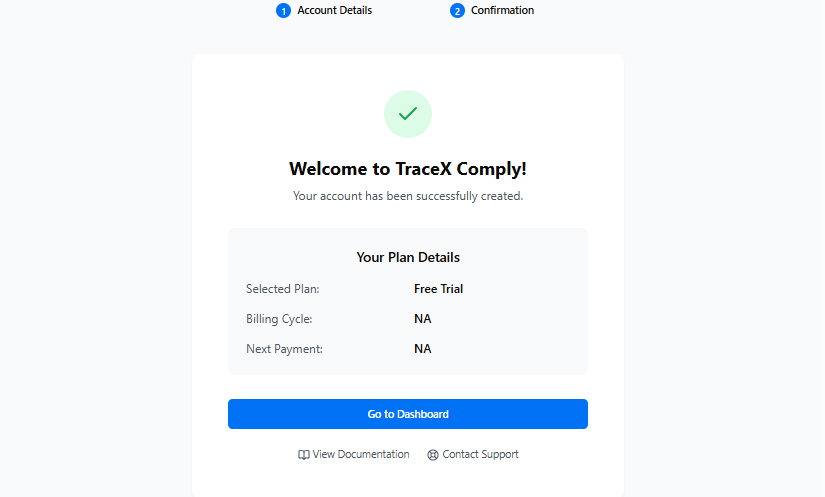 1 Account Details 2 Confirmation
Welcome to TraceX Comply!
Your account has been successfully created.
Your Plan Details
Selected Plan: Free Trial
Billing Cycle: NA
Next Payment: NA
Go to Dashboard
View Documentation Contact Support